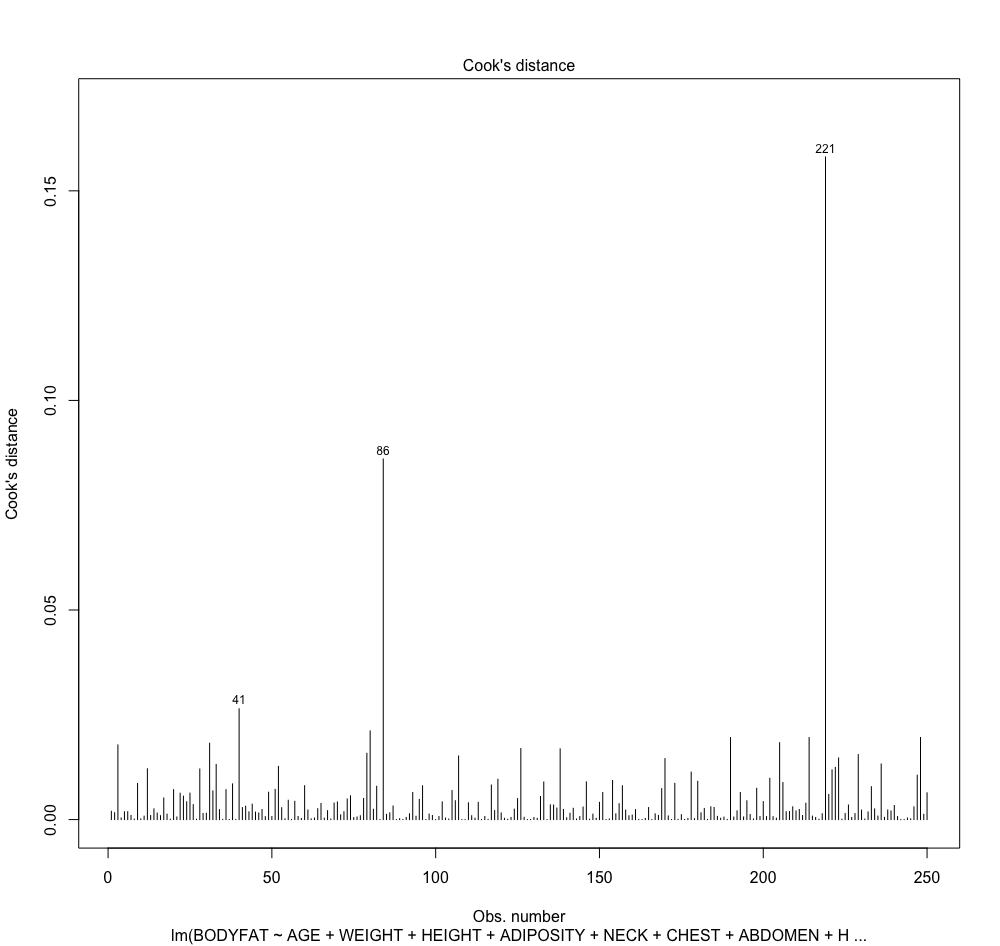 Cook's distance
221
0.15
0.10
86
Cook's distance
0.05
41
0.00
0 50 100 150 200 250
Obs. number
lm(BODYFAT ~ AGE + WEIGHT + HEIGHT + ADIPOSITY + NECK + CHEST + ABDOMEN + H ...